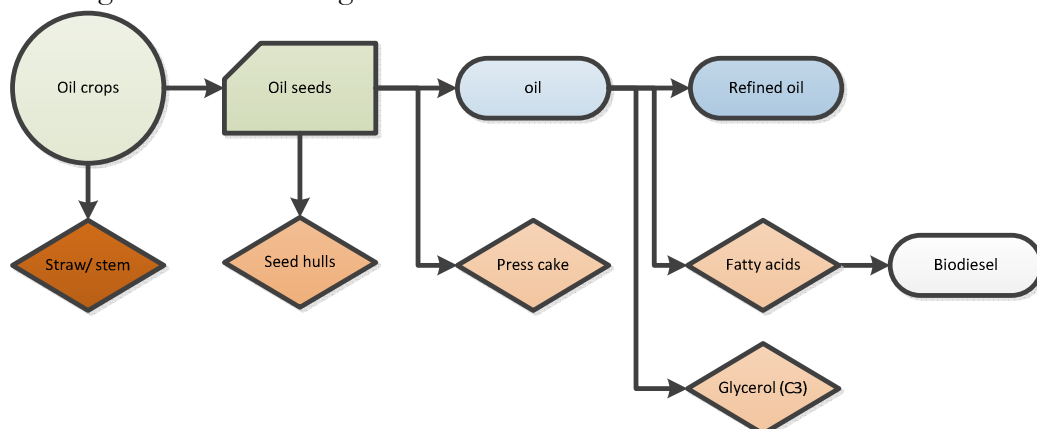 Oil crops
Oil seeds
oil
Refined oil
Straw/ stem
Seed hulls
Press cake
Fatty acids
Biodiesel
Glycerol (C3)